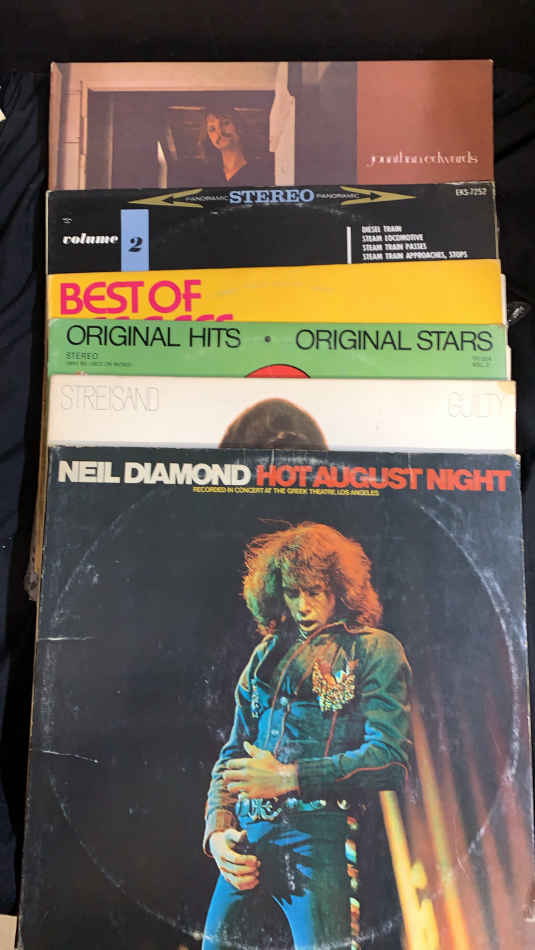 jonathan edwards
PANORAMIC STEREO PANORAMIC
EKS-7252
volume 2
DIESEL TRAIN
STEAM LOCOMOTIVE
STEAM TRAIN PASSES
STEAM TRAIN APPROACHES, STOPS
BEST OF
ORIGINAL HITS ORIGINAL STARS
STEREO
VOL. 2
STREISAND GUILTY
NEIL DIAMOND HOT AUGUST NIGHT
RECORDED IN CONCERT AT THE GREEK THEATRE, LOS ANGELES